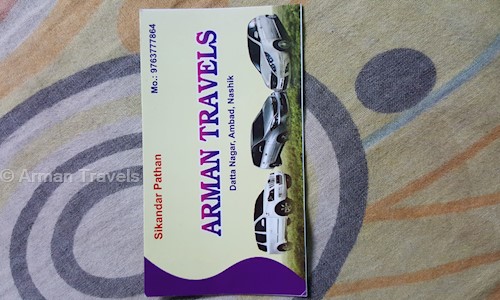 Sikandar Pathan
Mo.: 9763777864
ARMAN TRAVELS
Datta Nagar, Ambad, Nashik
© Arman Travels